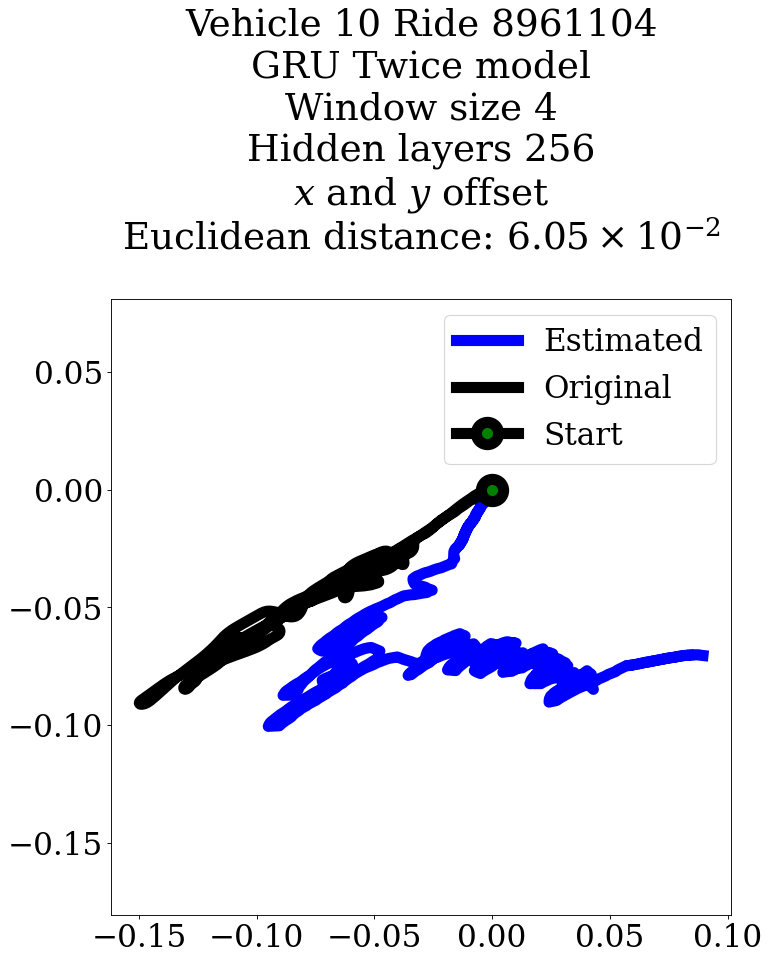 Vehicle 10 Ride 8961104
GRU Twice model
Window size 4
Hidden layers 256
x and y offset
Euclidean distance: 6.05 × 10⁻²
Estimated
Original
Start
0.05
0.00
−0.05
−0.10
−0.15
−0.15 −0.10 −0.05 0.00 0.05 0.10